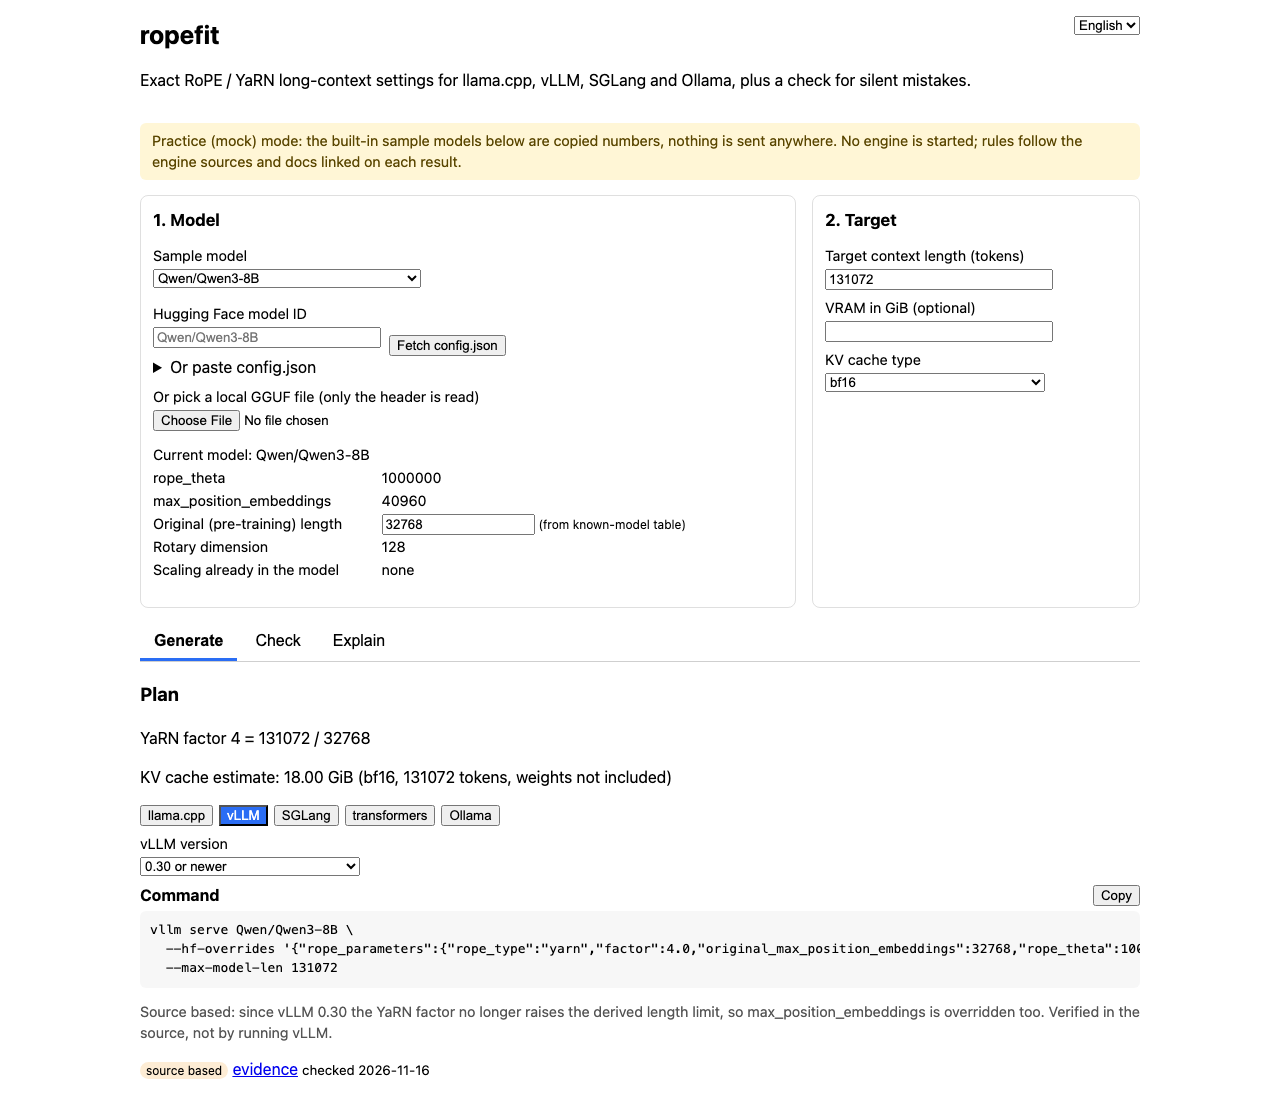 ropefit
English
Exact RoPE / YaRN long-context settings for llama.cpp, vLLM, SGLang and Ollama, plus a check for silent mistakes.
Practice (mock) mode: the built-in sample models below are copied numbers, nothing is sent anywhere. No engine is started; rules follow the
engine sources and docs linked on each result.
1. Model
Sample model
Qwen/Qwen3-8B
Hugging Face model ID
Qwen/Qwen3-8B
Fetch config.json
Or paste config.json
Or pick a local GGUF file (only the header is read)
Choose File No file chosen
Current model: Qwen/Qwen3-8B
rope_theta 1000000
max_position_embeddings 40960
Original (pre-training) length 32768 (from known-model table)
Rotary dimension 128
Scaling already in the model none
2. Target
Target context length (tokens)
131072
VRAM in GiB (optional)
KV cache type
bf16
Generate Check Explain
Plan
YaRN factor 4 = 131072 / 32768
KV cache estimate: 18.00 GiB (bf16, 131072 tokens, weights not included)
llama.cpp vLLM SGLang transformers Ollama
vLLM version
0.30 or newer
Command
Copy
vllm serve Qwen/Qwen3-8B \
--hf-overrides '{"rope_parameters":{"rope_type":"yarn","factor":4.0,"original_max_position_embeddings":32768,"rope_theta":100
--max-model-len 131072
Source based: since vLLM 0.30 the YaRN factor no longer raises the derived length limit, so max_position_embeddings is overridden too. Verified in the
source, not by running vLLM.
source based evidence checked 2026-11-16